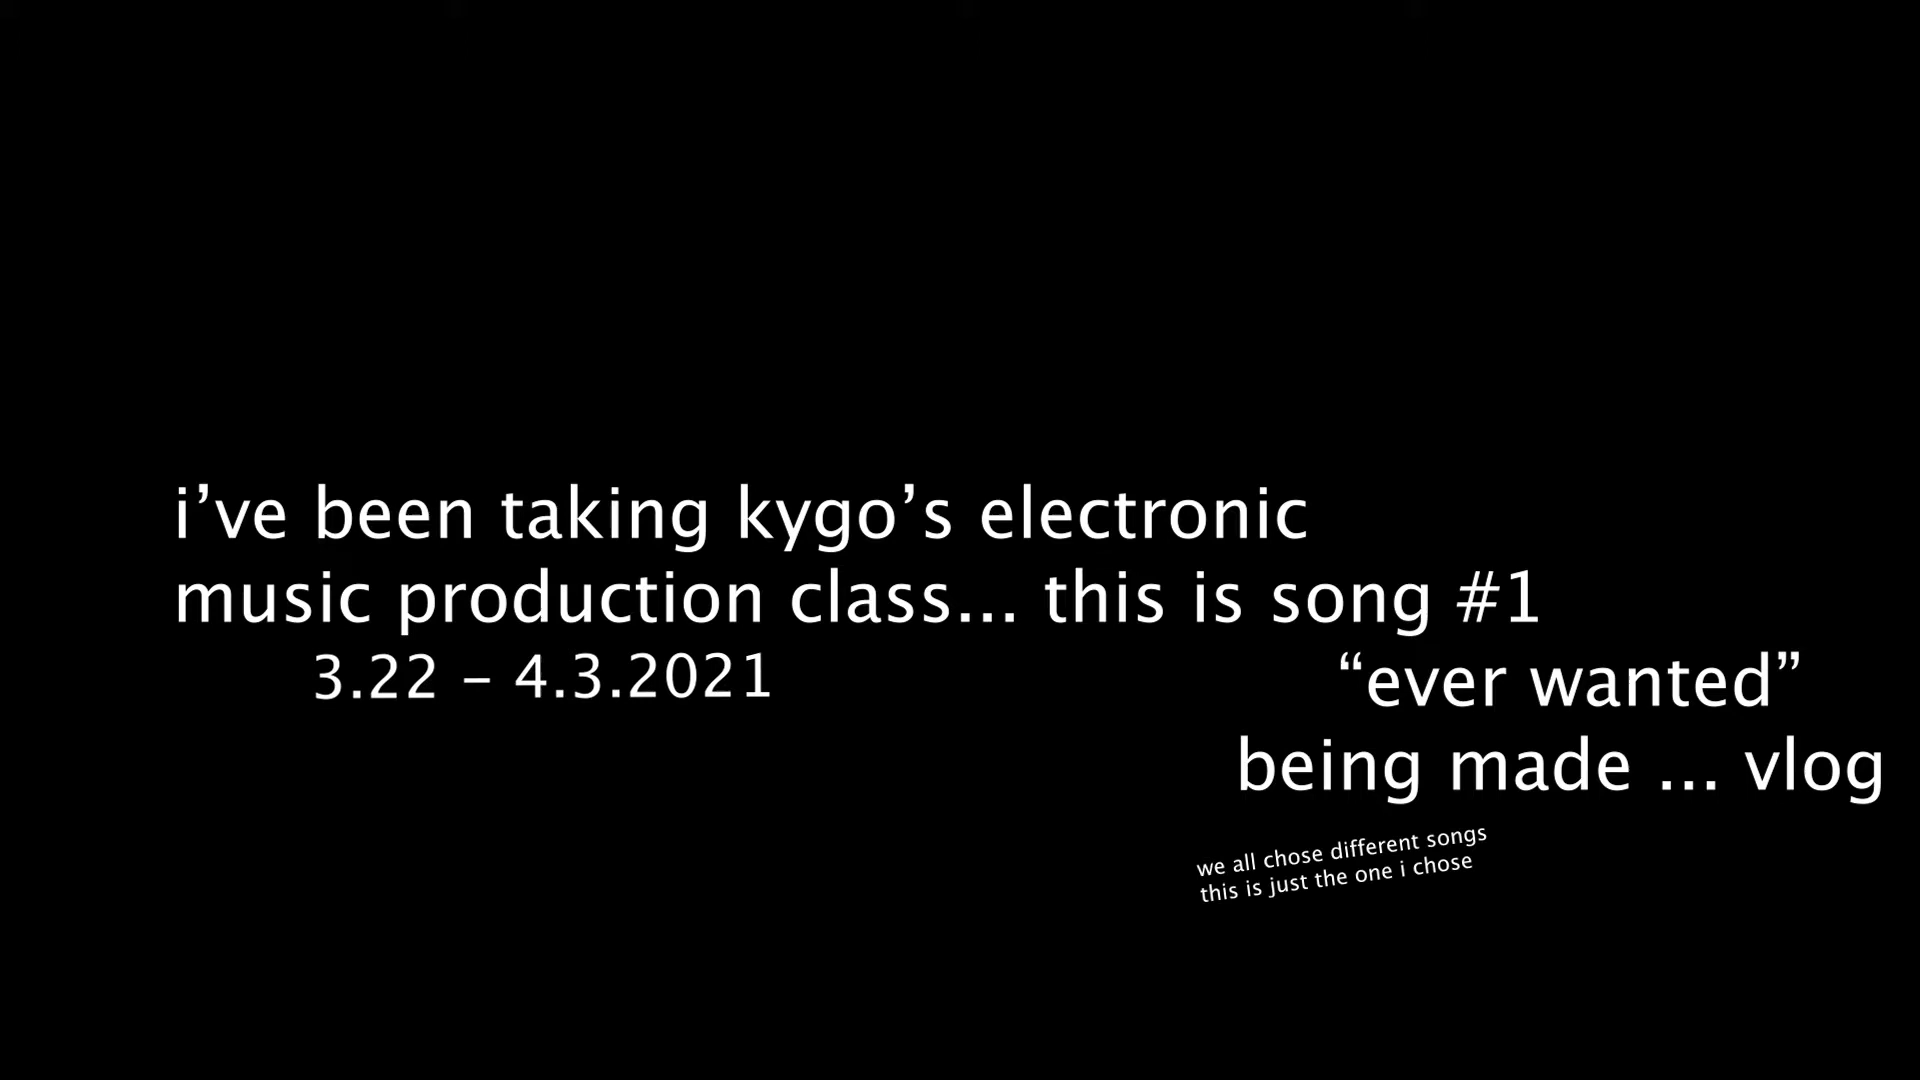 i’ve been taking kygo’s electronic
music production class... this is song #1
3.22 – 4.3.2021
“ever wanted”
being made ... vlog
we all chose different songs
this is just the one i chose